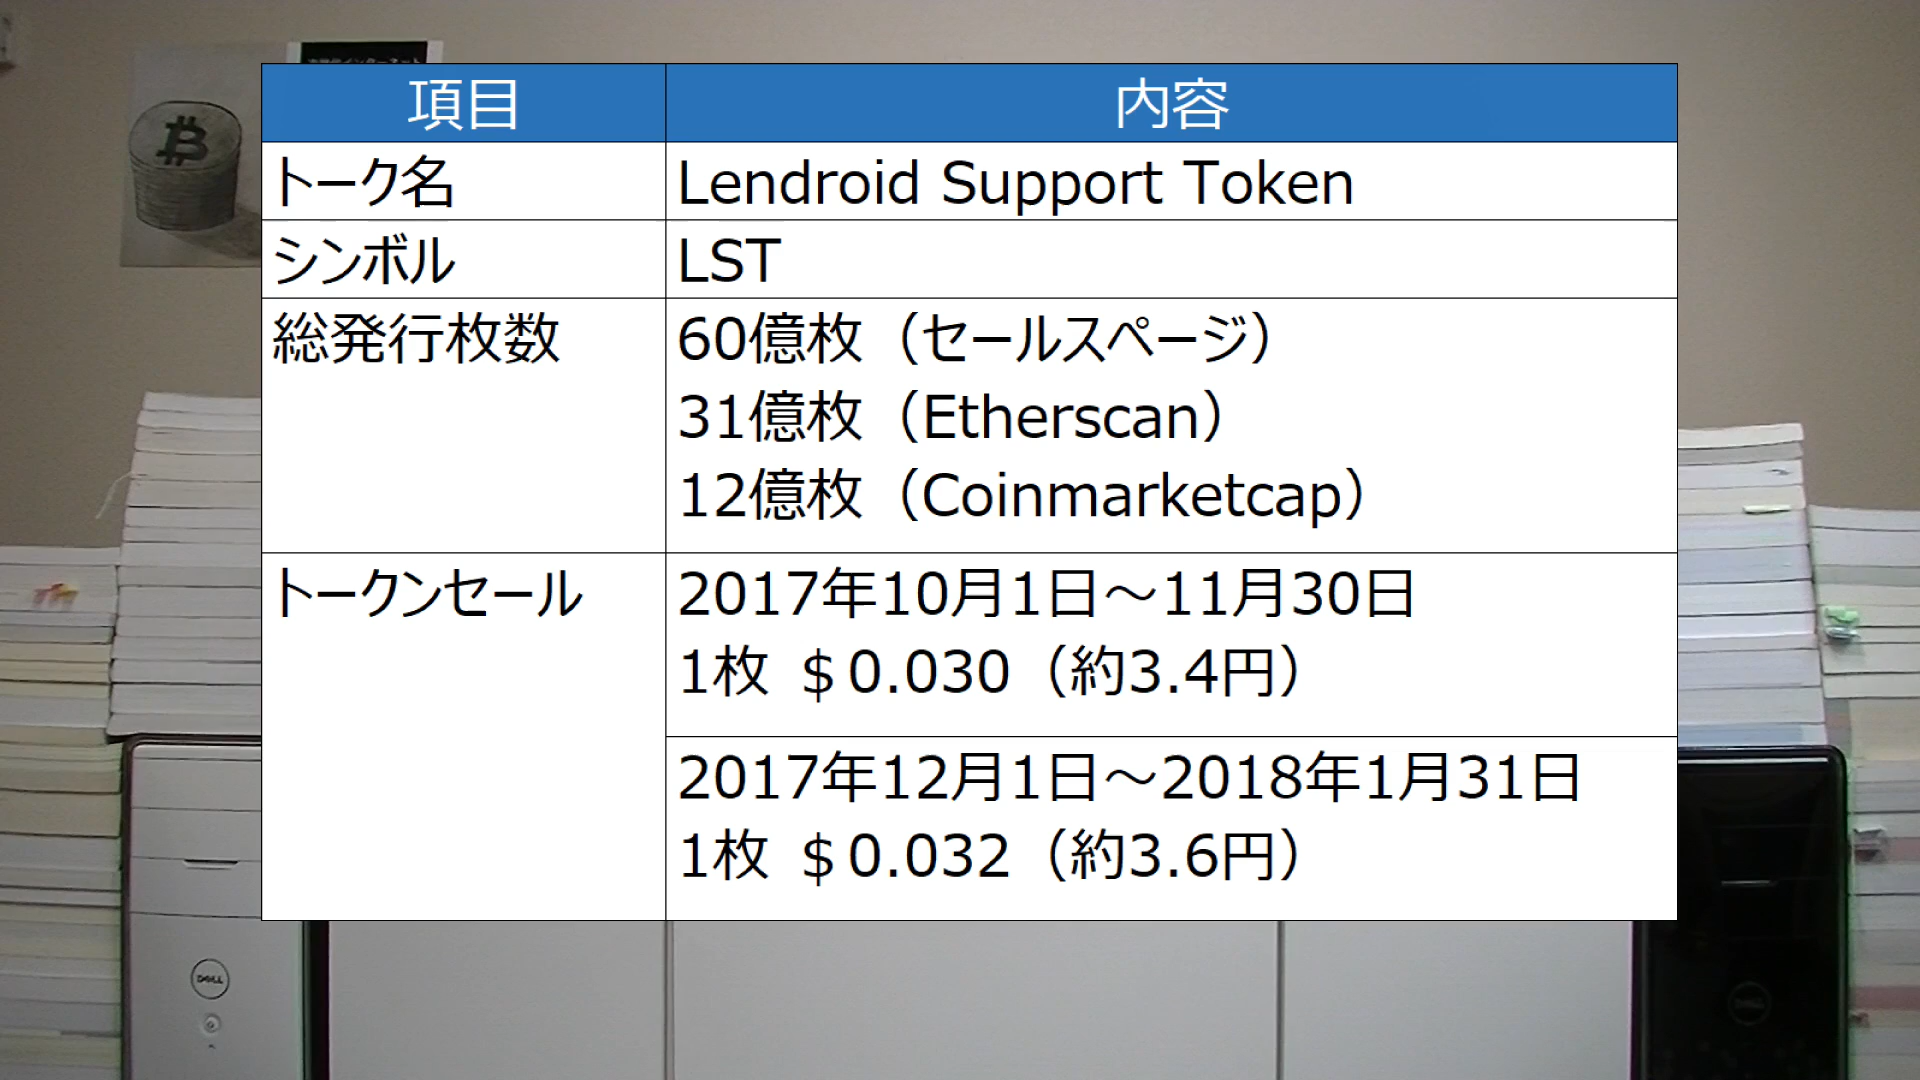 項目
内容
トーク名
Lendroid Support Token
シンボル
LST
総発行枚数
60億枚（セールスページ）
31億枚（Etherscan）
12億枚（Coinmarketcap）
トークンセール
2017年10月1日～11月30日
1枚 ＄0.030（約3.4円）
2017年12月1日～2018年1月31日
1枚 ＄0.032（約3.6円）
DELL